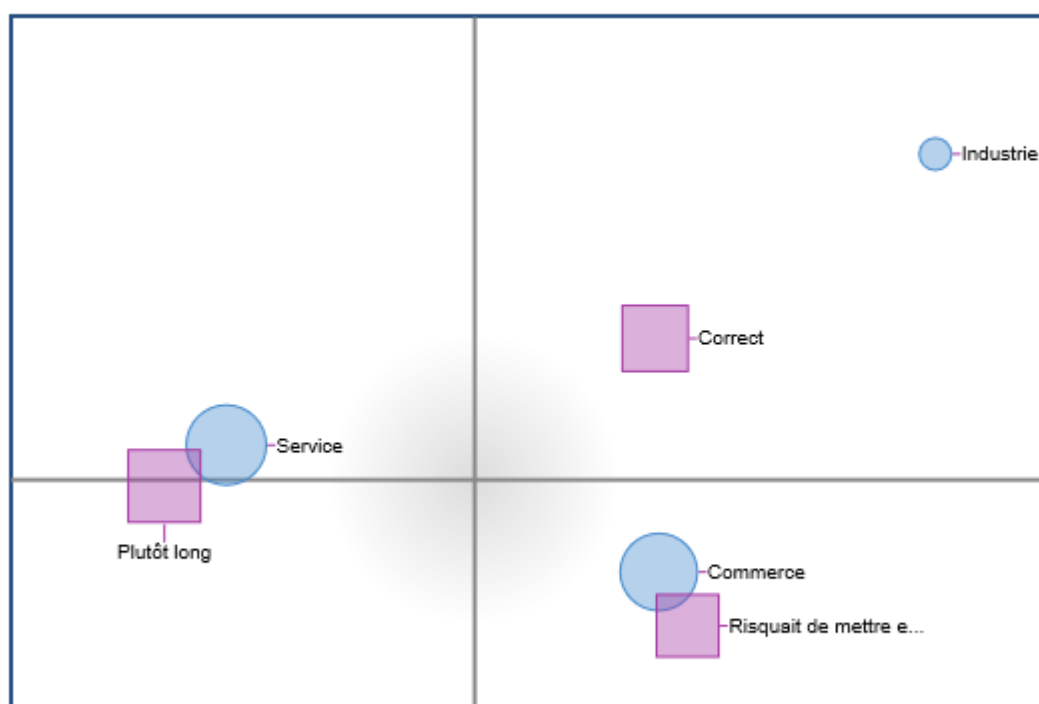 Industrie
Correct
Service
Plutôt long
Commerce
Risquait de mettre e...